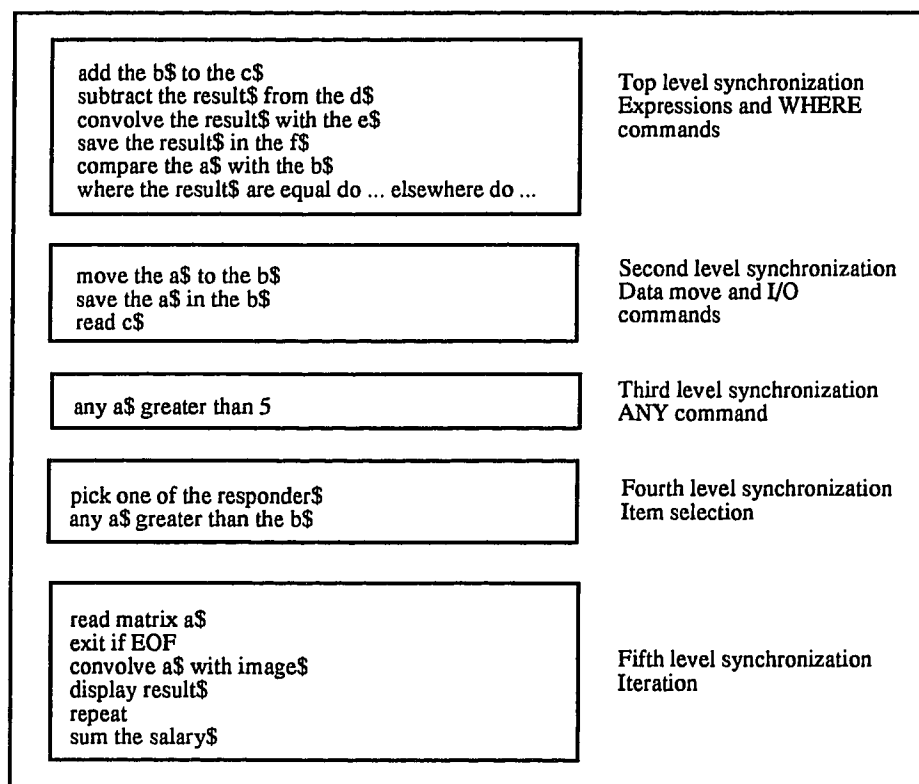 add the b$ to the c$
subtract the result$ from the d$
convolve the result$ with the e$
save the result$ in the f$
compare the a$ with the b$
where the result$ are equal do ... elsewhere do ...
Top level synchronization
Expressions and WHERE
commands
move the a$ to the b$
save the a$ in the b$
read c$
Second level synchronization
Data move and I/O
commands
any a$ greater than 5
Third level synchronization
ANY command
pick one of the responder$
any a$ greater than the b$
Fourth level synchronization
Item selection
read matrix a$
exit if EOF
convolve a$ with image$
display result$
repeat
sum the salary$
Fifth level synchronization
Iteration